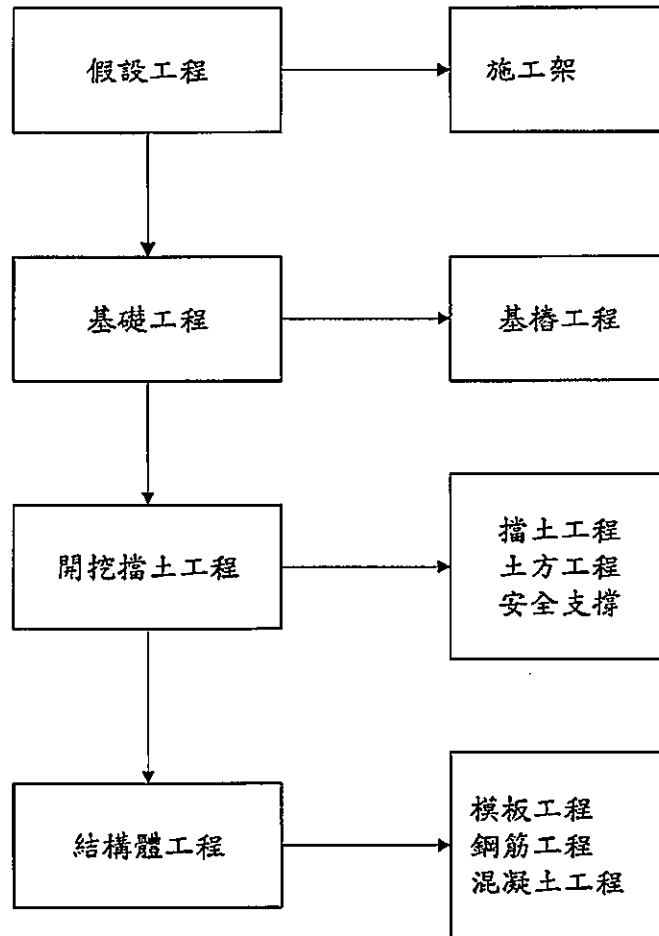 假設工程
施工架
基礎工程
基樁工程
開挖擋土工程
擋土工程
土方工程
安全支撐
結構體工程
模板工程
鋼筋工程
混凝土工程